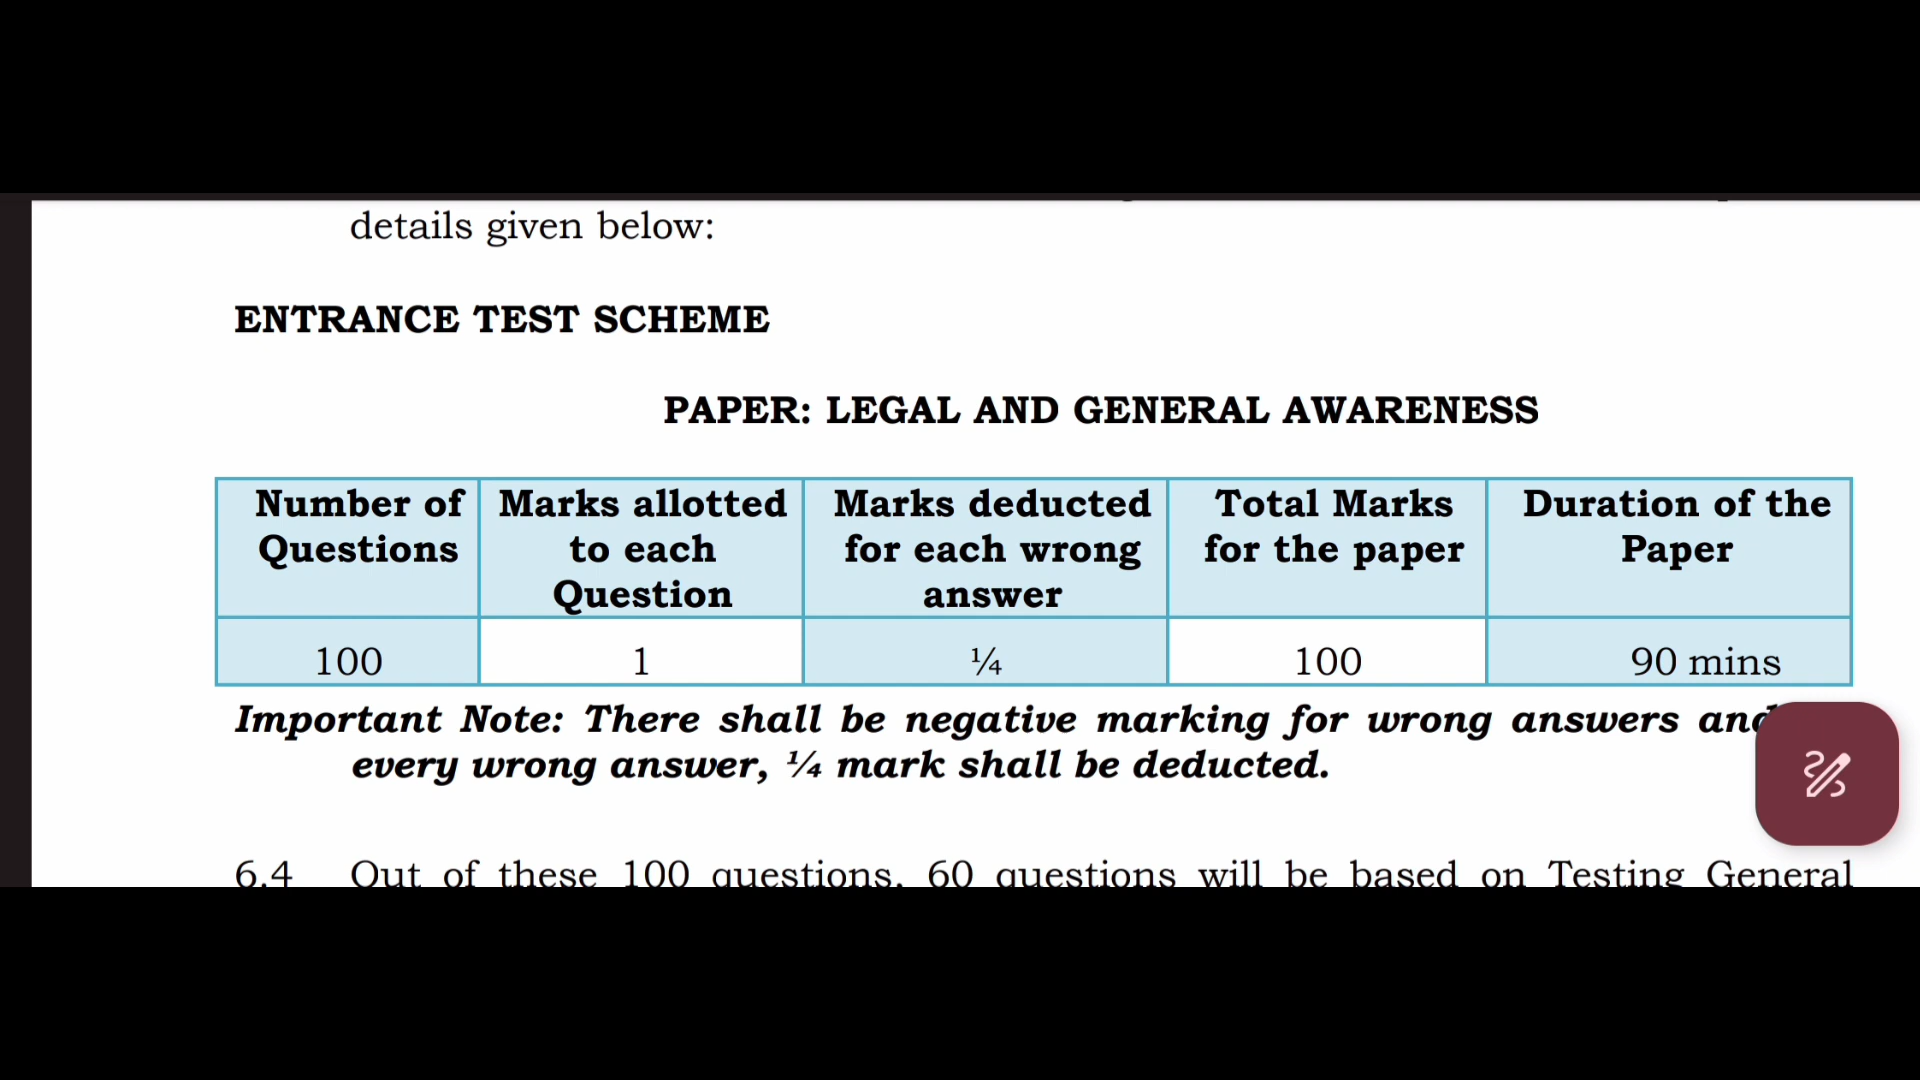 details given below:
ENTRANCE TEST SCHEME
PAPER: LEGAL AND GENERAL AWARENESS
Number of Questions	Marks allotted to each Question	Marks deducted for each wrong answer	Total Marks for the paper	Duration of the Paper
100	1	¼	100	90 mins
Important Note: There shall be negative marking for wrong answers and
every wrong answer, ¼ mark shall be deducted.
6.4 Out of these 100 questions, 60 questions will be based on Testing General